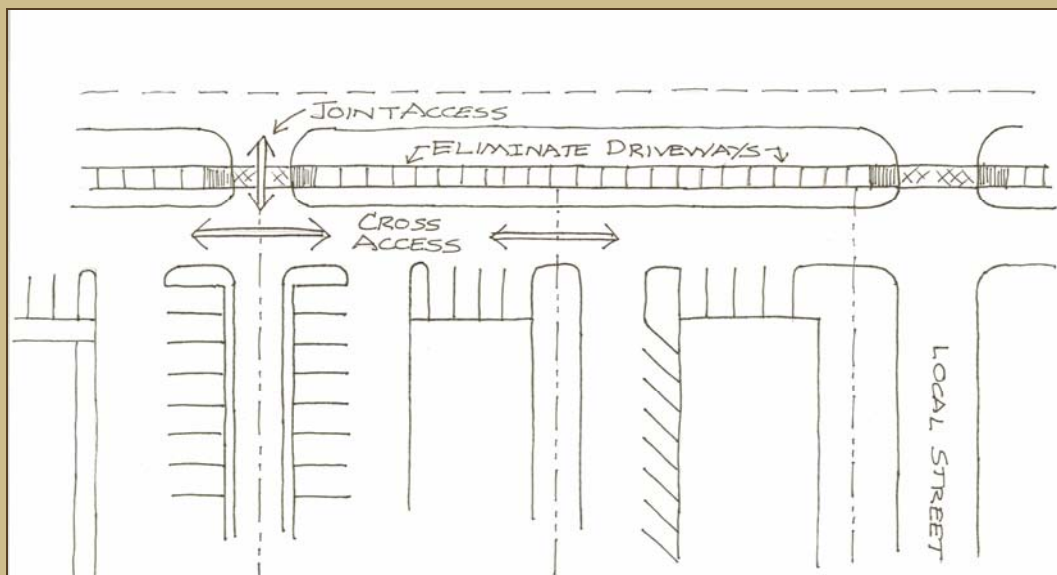 JOINT ACCESS
ELIMINATE DRIVEWAYS
CROSS
ACCESS
LOCAL STREET